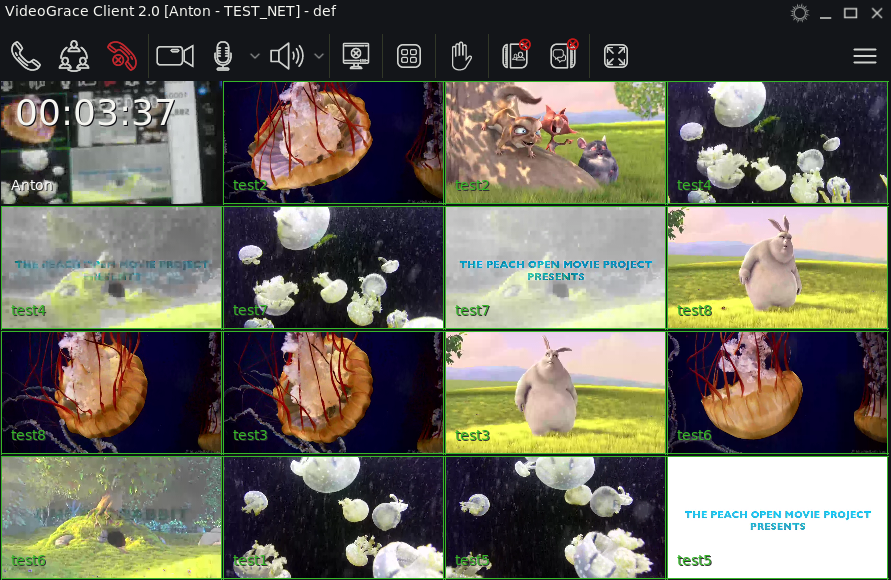 VideoGrace Client 2.0 [Anton - TEST_NET] - def
00:03:37
Anton
test2
test2
test4
THE PEACH OPEN MOVIE PROJECT
PRESENTS
test4
test7
THE PEACH OPEN MOVIE PROJECT
PRESENTS
test7
test8
test8
test3
test3
test6
test6
test1
test5
THE PEACH OPEN MOVIE PROJECT
PRESENTS
test5